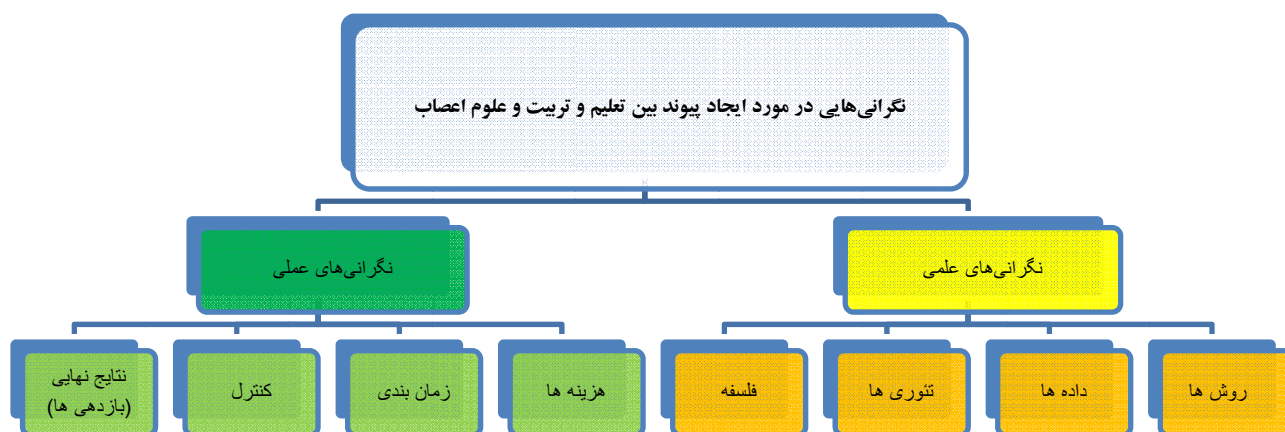 نگرانی‌هایی در مورد ایجاد پیوند بین تعلیم و تربیت و علوم اعصاب
نگرانی‌های علمی
نگرانی‌های عملی
روش ها
داده ها
تئوری ها
فلسفه
هزینه ها
زمان بندی
کنترل
نتایج نهایی
(بازدهی ها)